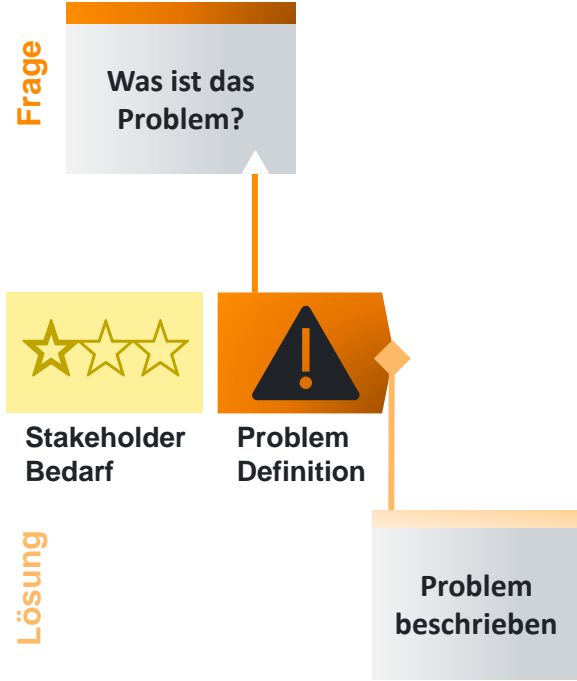 Frage
Was ist das
Problem?
Stakeholder
Bedarf
Problem
Definition
Lösung
Problem
beschrieben